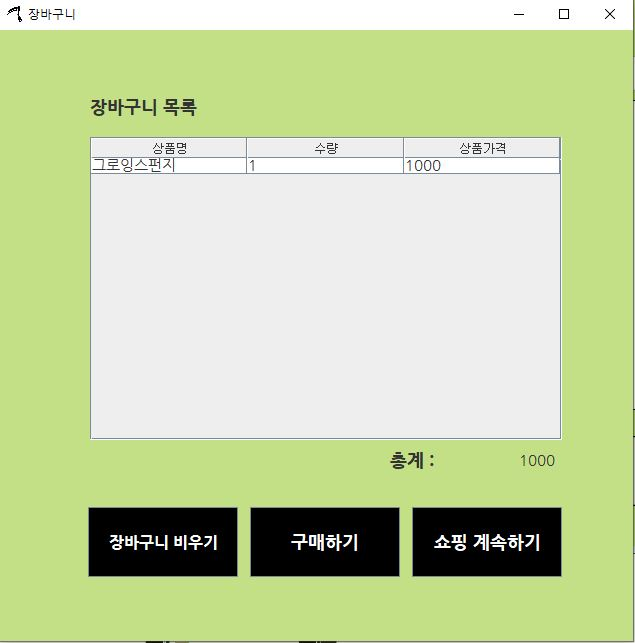 장바구니
장바구니 목록
상품명 수량 상품가격
그로잉스펀지 1 1000
총계 : 1000
장바구니 비우기 구매하기 쇼핑 계속하기